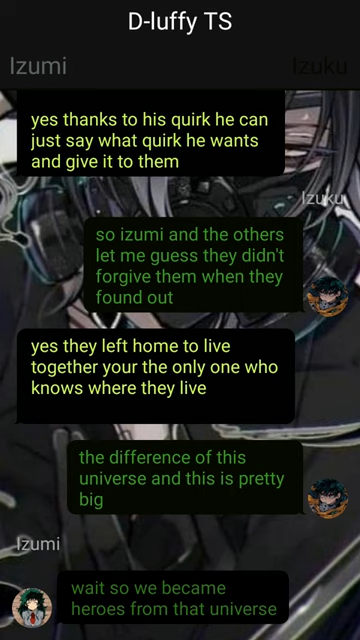 D-luffy TS
Izumi
Izuku
yes thanks to his quirk he can
just say what quirk he wants
and give it to them
Izuku
so izumi and the others
let me guess they didn't
forgive them when they
found out
yes they left home to live
together your the only one who
knows where they live
the difference of this
universe and this is pretty
big
Izumi
wait so we became
heroes from that universe